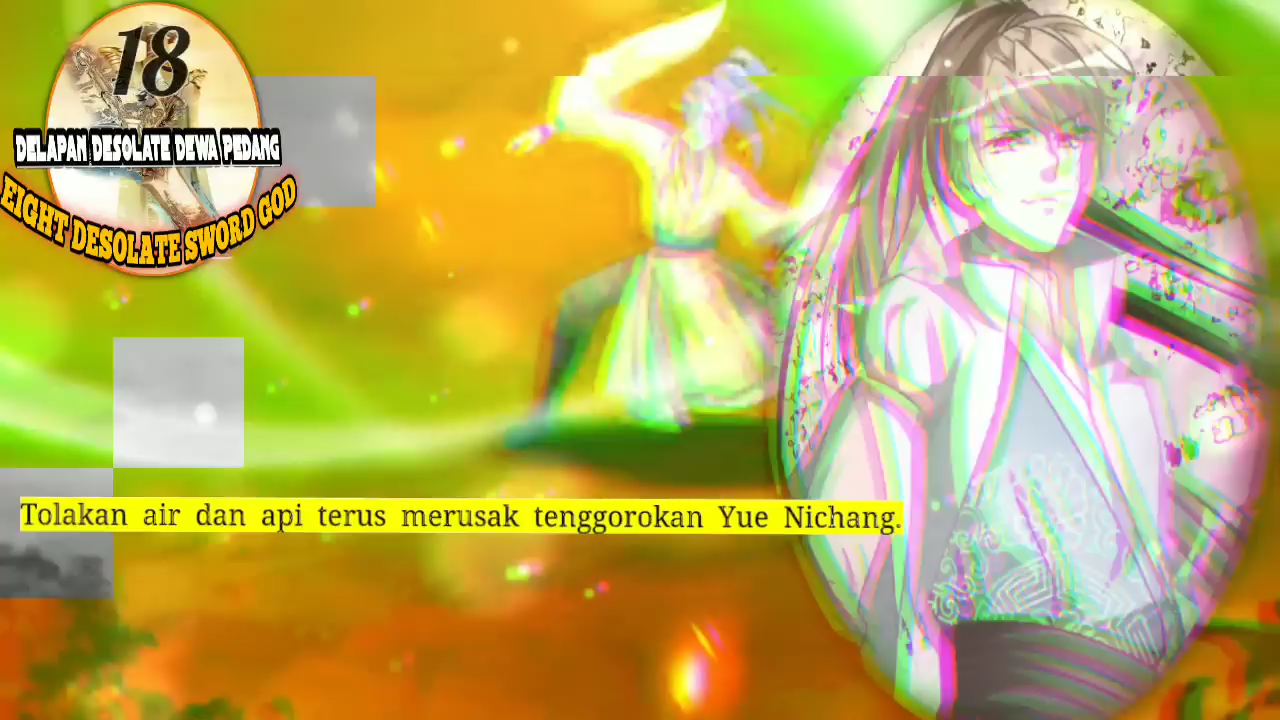 18
DELAPAN DESOLATE DEWA PEDANG
EIGHT DESOLATE SWORD GOD
Tolakan air dan api terus merusak tenggorokan Yue Nichang.